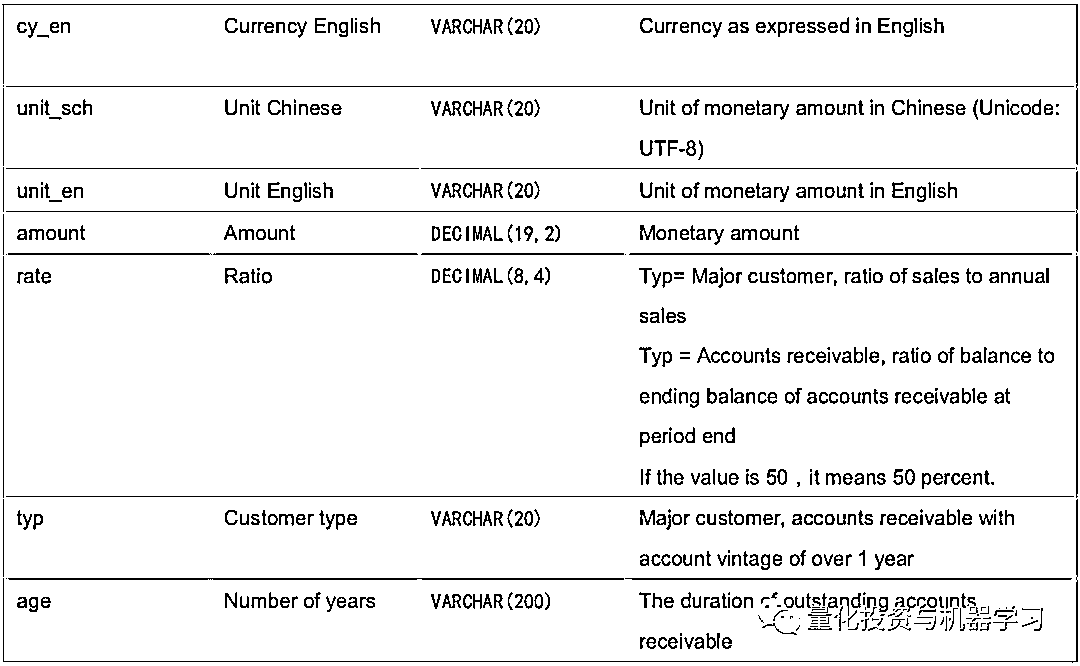 cy_en Currency English VARCHAR(20) Currency as expressed in English
unit_sch Unit Chinese VARCHAR(20) Unit of monetary amount in Chinese (Unicode:
UTF-8)
unit_en Unit English VARCHAR(20) Unit of monetary amount in English
amount Amount DECIMAL(19,2) Monetary amount
rate Ratio DECIMAL(8,4) Typ= Major customer, ratio of sales to annual
sales
Typ = Accounts receivable, ratio of balance to
ending balance of accounts receivable at
period end
If the value is 50 , it means 50 percent.
typ Customer type VARCHAR(20) Major customer, accounts receivable with
account vintage of over 1 year
age Number of years VARCHAR(200) The duration of outstanding accounts
receivable
量化投资与机器学习